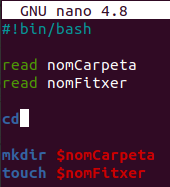 GNU nano 4.8
#!bin/bash
read nomCarpeta
read nomFitxer
cd
mkdir $nomCarpeta
touch $nomFitxer